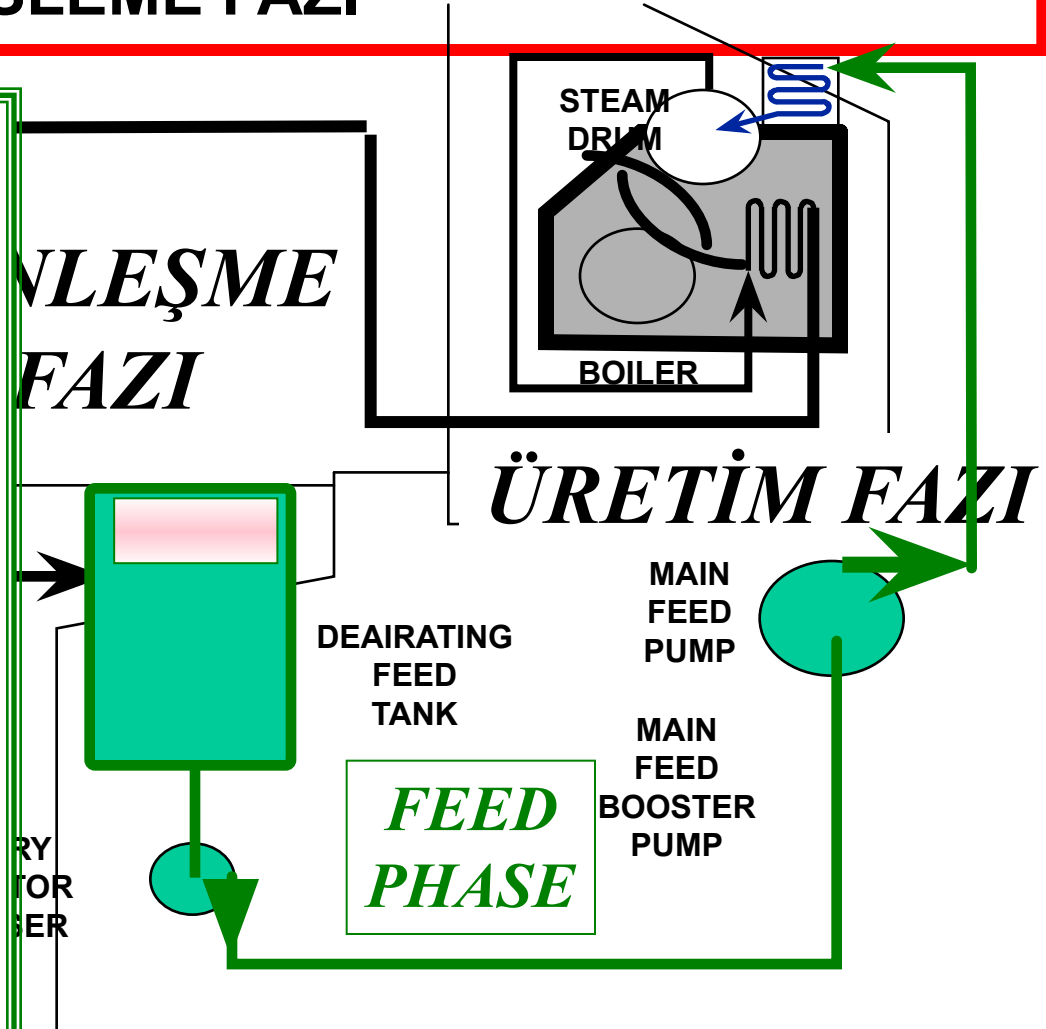 FAZI
STEAM
DRUM
NLEŞME
FAZI
BOILER
ÜRETİM FAZI
MAIN
FEED
PUMP
DEAIRATING
FEED
TANK
MAIN
FEED
BOOSTER
PUMP
FEED
PHASE
RY
TOR
SER